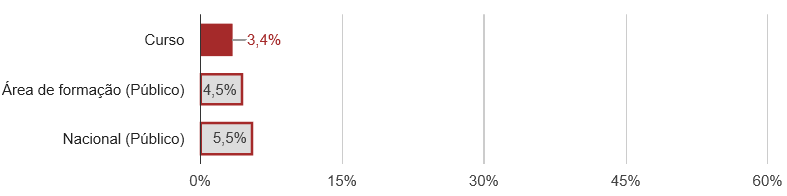 Curso 3,4%
Área de formação (Público) 4,5%
Nacional (Público) 5,5%
0% 15% 30% 45% 60%